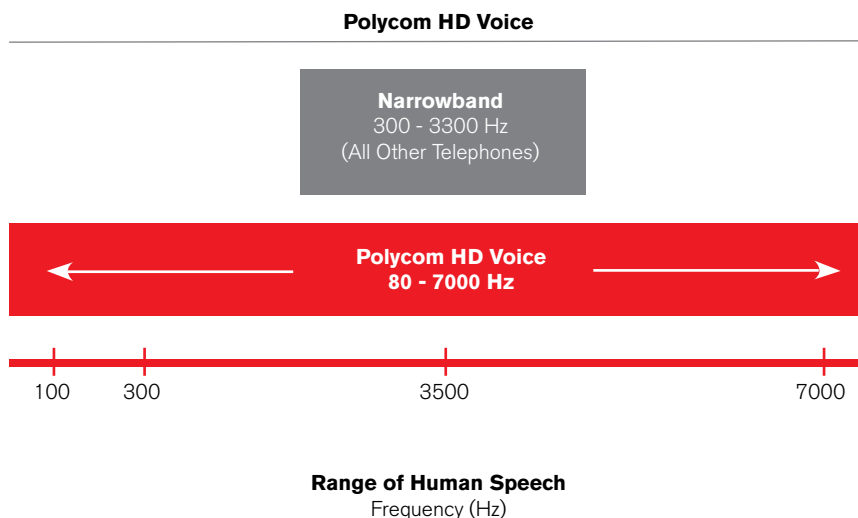 Polycom HD Voice
Narrowband
300 - 3300 Hz
(All Other Telephones)
Polycom HD Voice
80 - 7000 Hz
100 300 3500 7000
Range of Human Speech
Frequency (Hz)